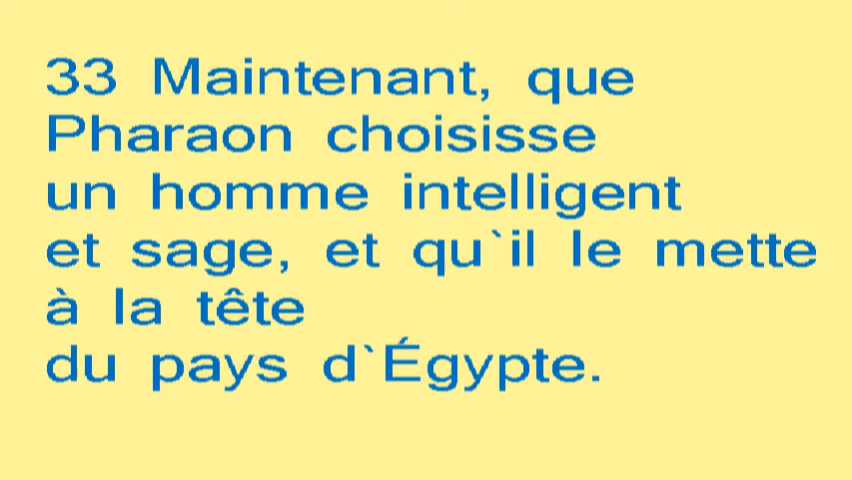 33 Maintenant, que
Pharaon choisisse
un homme intelligent
et sage, et qu`il le mette
à la tête
du pays d`Égypte.